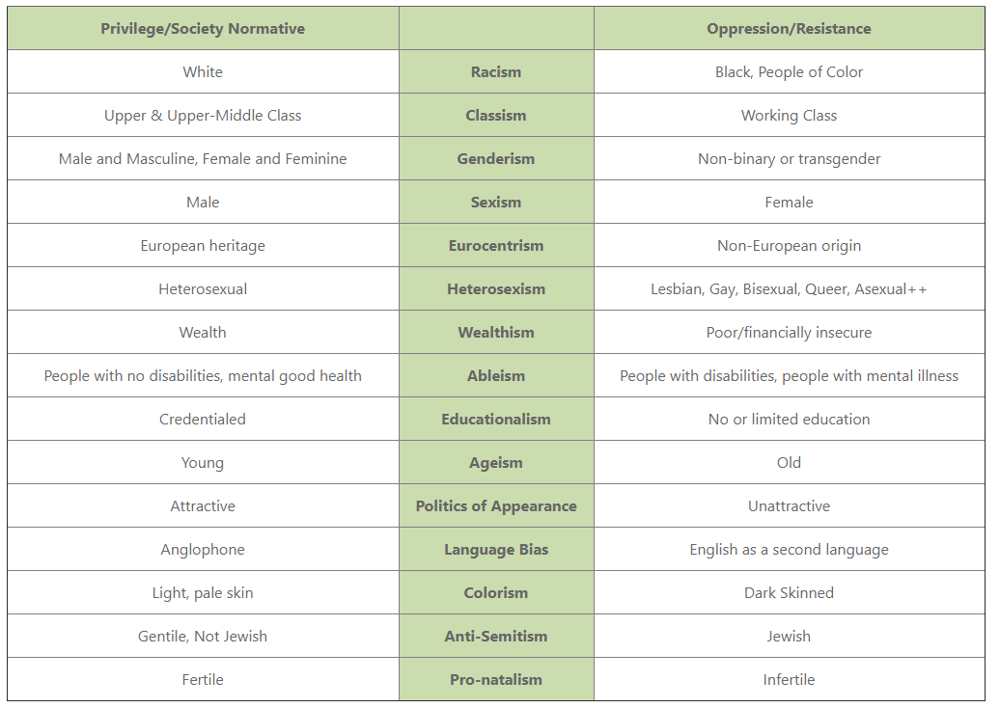 Privilege/Society Normative Oppression/Resistance
White Racism Black, People of Color
Upper & Upper-Middle Class Classism Working Class
Male and Masculine, Female and Feminine Genderism Non-binary or transgender
Male Sexism Female
European heritage Eurocentrism Non-European origin
Heterosexual Heterosexism Lesbian, Gay, Bisexual, Queer, Asexual++
Wealth Wealthism Poor/financially insecure
People with no disabilities, mental good health Ableism People with disabilities, people with mental illness
Credentialed Educationalism No or limited education
Young Ageism Old
Attractive Politics of Appearance Unattractive
Anglophone Language Bias English as a second language
Light, pale skin Colorism Dark Skinned
Gentile, Not Jewish Anti-Semitism Jewish
Fertile Pro-natalism Infertile